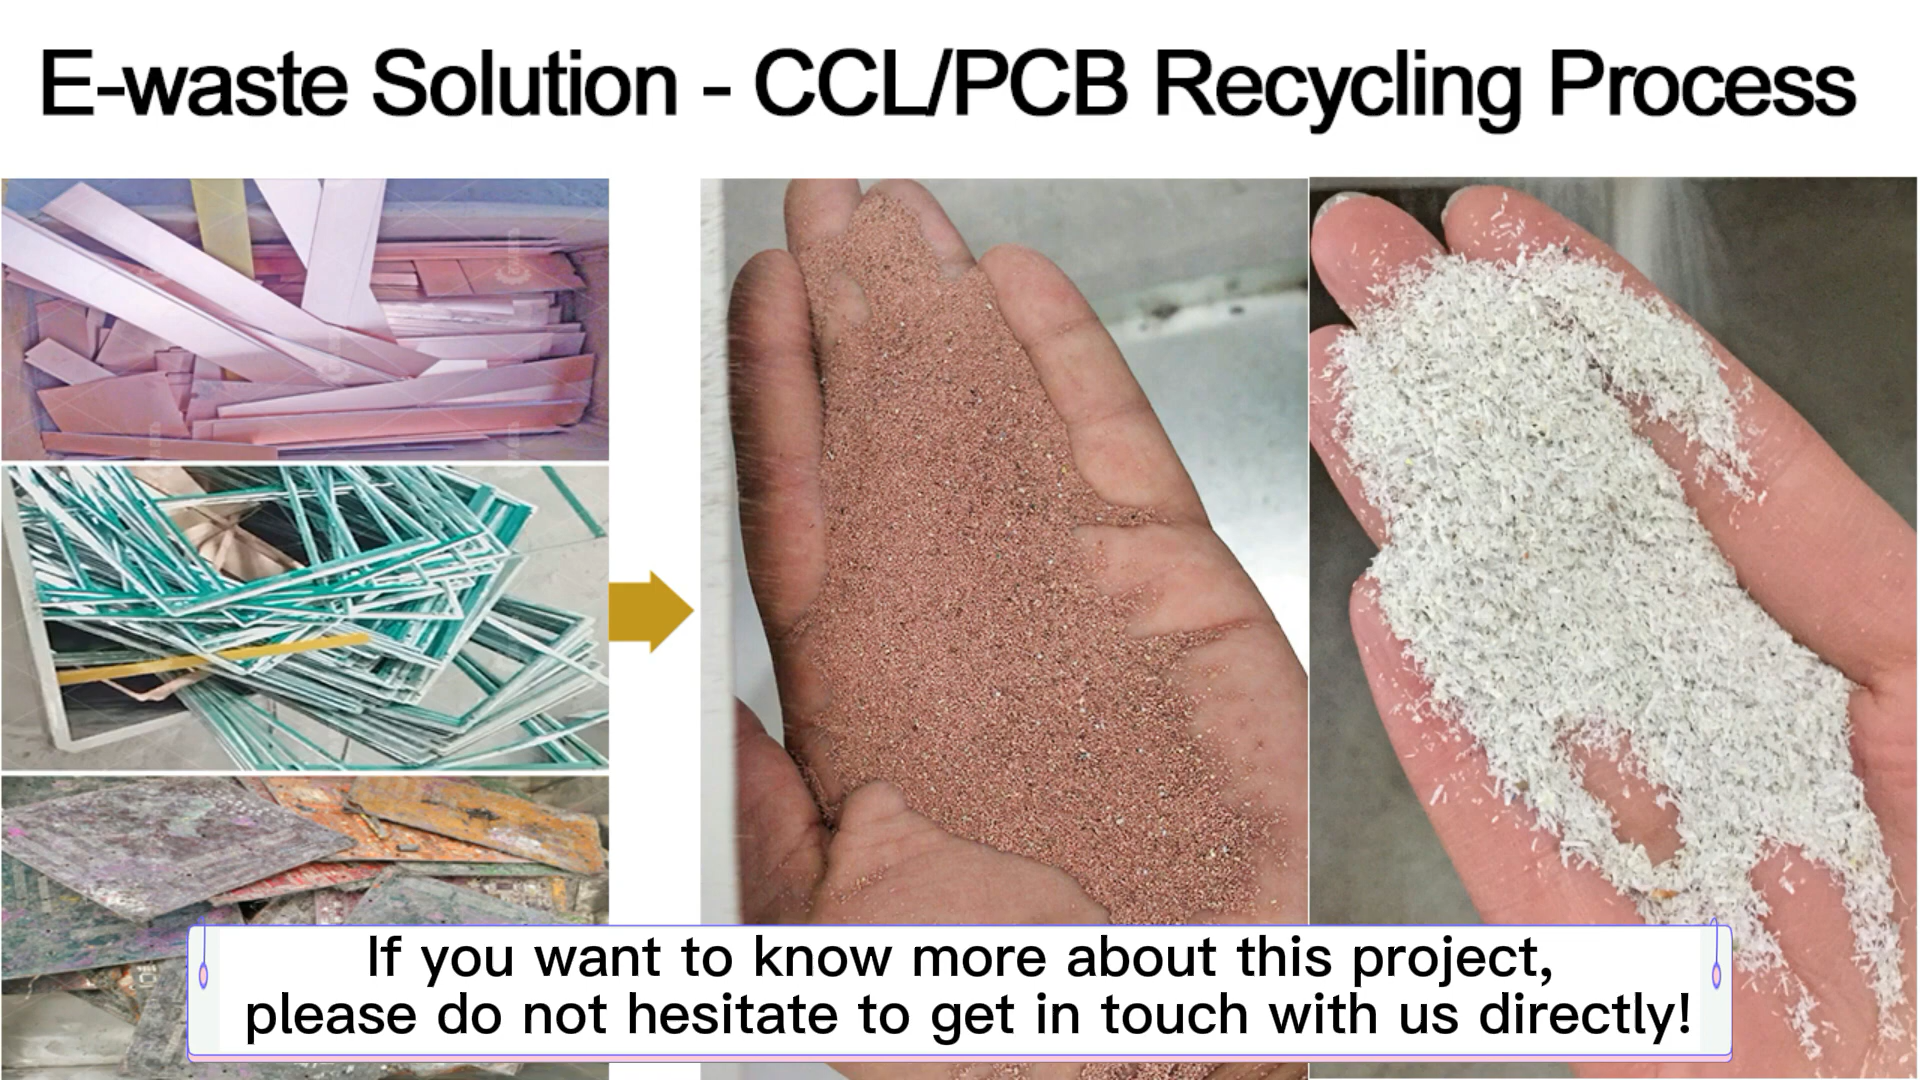 E-waste Solution - CCL/PCB Recycling Process
If you want to know more about this project,
please do not hesitate to get in touch with us directly!